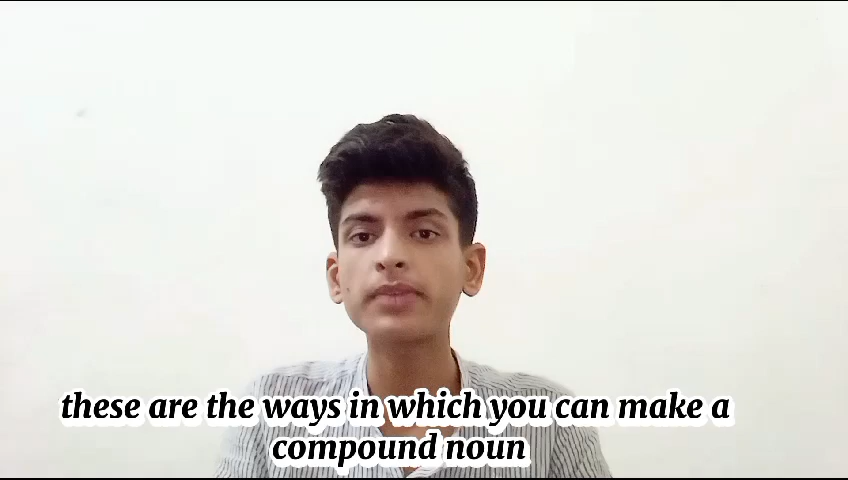 these are the ways in which you can make a
compound noun